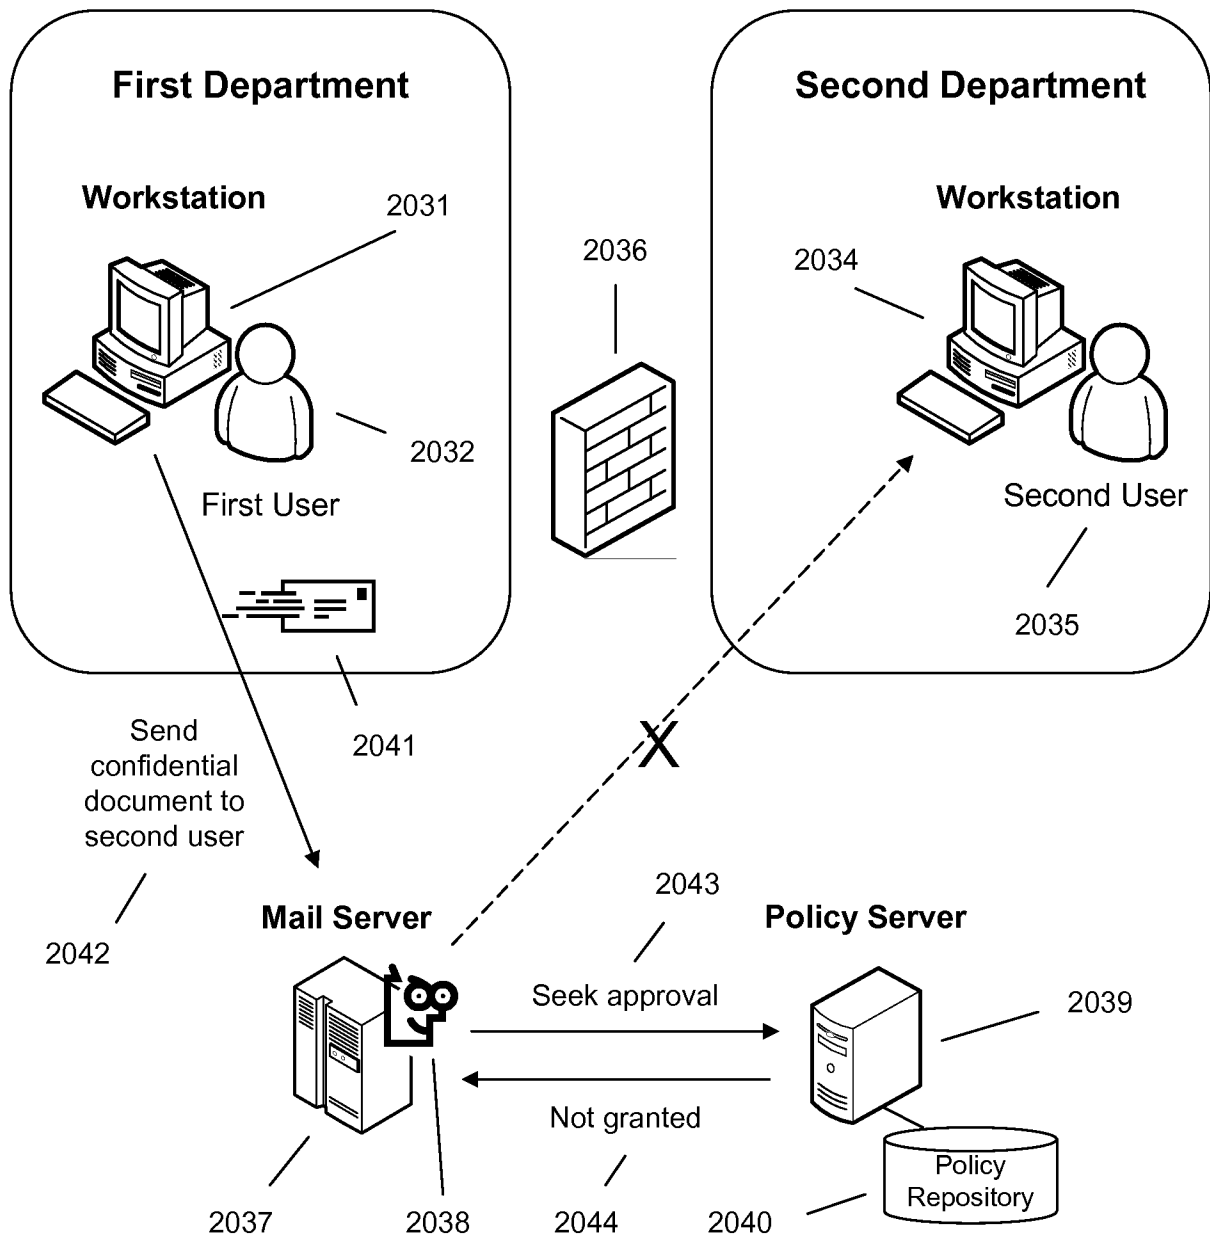 First Department
Second Department
Workstation
2031
Workstation
2036
2034
2032
First User
Second User
2035
2041
Send
confidential
document to
second user
2042
2043
Mail Server
Policy Server
Seek approval
2039
Not granted
Policy
Repository
2037
2038
2044
2040
X